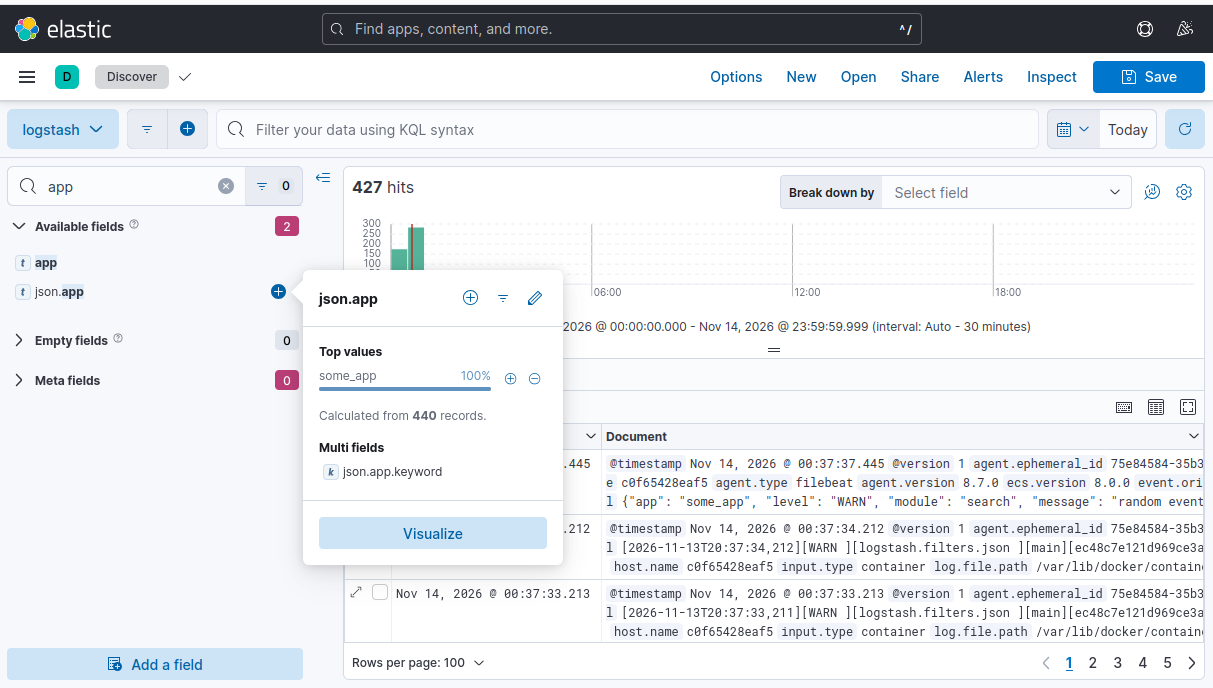 elastic
Find apps, content, and more.
^/
D
Discover
Options
New
Open
Share
Alerts
Inspect
Save
logstash
Filter your data using KQL syntax
Today
app
0
427 hits
Break down by
Select field
Available fields
2
t app
t json.app
Empty fields
0
Meta fields
0
Add a field
300
250
200
150
100
06:00
12:00
18:00
2026 @ 00:00:00.000 - Nov 14, 2026 @ 23:59:59.999 (interval: Auto - 30 minutes)
json.app
Top values
some_app 100%
Calculated from 440 records.
Multi fields
k json.app.keyword
Visualize
Document
.445
@timestamp Nov 14, 2026 @ 00:37:37.445 @version 1 agent.ephemeral_id 75e84584-35b3
e c0f65428eaf5 agent.type filebeat agent.version 8.7.0 ecs.version 8.0.0 event.ori
l {"app": "some_app", "level": "WARN", "module": "search", "message": "random event
.212
@timestamp Nov 14, 2026 @ 00:37:34.212 @version 1 agent.ephemeral_id 75e84584-35b3
l [2026-11-13T20:37:34,212][WARN ][logstash.filters.json ][main][ec48c7e121d969ce3a
host.name c0f65428eaf5 input.type container log.file.path /var/lib/docker/containe
Nov 14, 2026 @ 00:37:33.213
@timestamp Nov 14, 2026 @ 00:37:33.213 @version 1 agent.ephemeral_id 75e84584-35b3
l [2026-11-13T20:37:33,211][WARN ][logstash.filters.json ][main][ec48c7e121d969ce3a
host.name c0f65428eaf5 input.type container log.file.path /var/lib/docker/containe
Rows per page: 100
1 2 3 4 5